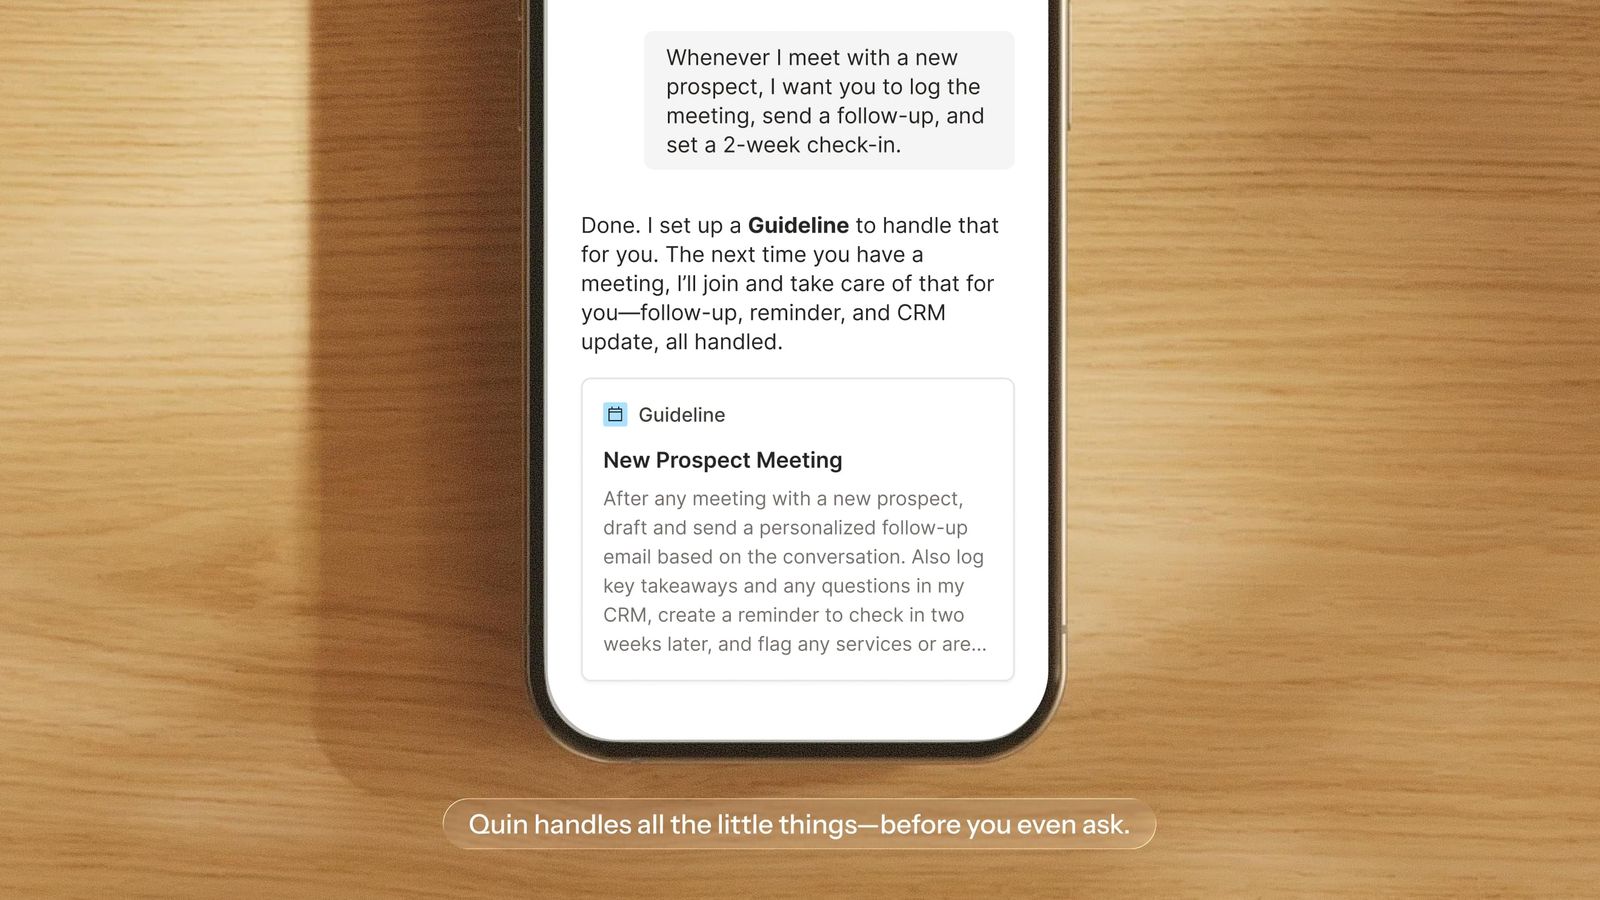 Whenever I meet with a new
prospect, I want you to log the
meeting, send a follow-up, and
set a 2-week check-in.
Done. I set up a Guideline to handle that
for you. The next time you have a
meeting, I’ll join and take care of that for
you—follow-up, reminder, and CRM
update, all handled.
Guideline
New Prospect Meeting
After any meeting with a new prospect,
draft and send a personalized follow-up
email based on the conversation. Also log
key takeaways and any questions in my
CRM, create a reminder to check in two
weeks later, and flag any services or are...
Quin handles all the little things—before you even ask.